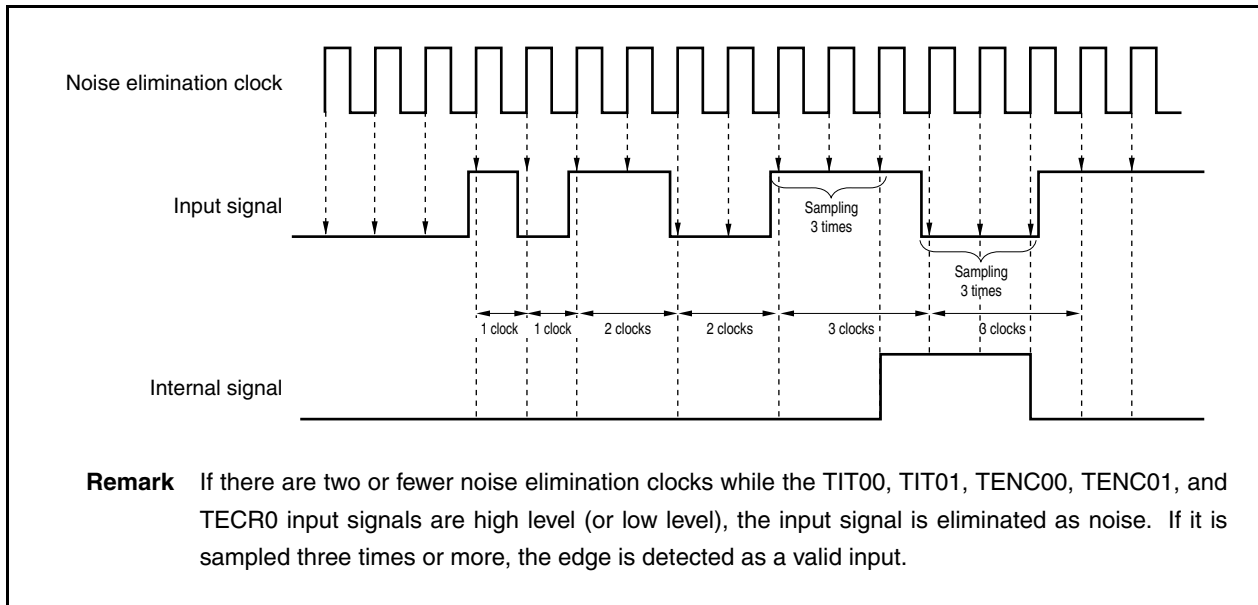 Noise elimination clock
Input signal
Sampling
3 times
Sampling
3 times
1 clock
1 clock
2 clocks
2 clocks
3 clocks
3 clocks
Internal signal
Remark If there are two or fewer noise elimination clocks while the TIT00, TIT01, TENC00, TENC01, and
TECR0 input signals are high level (or low level), the input signal is eliminated as noise. If it is
sampled three times or more, the edge is detected as a valid input.